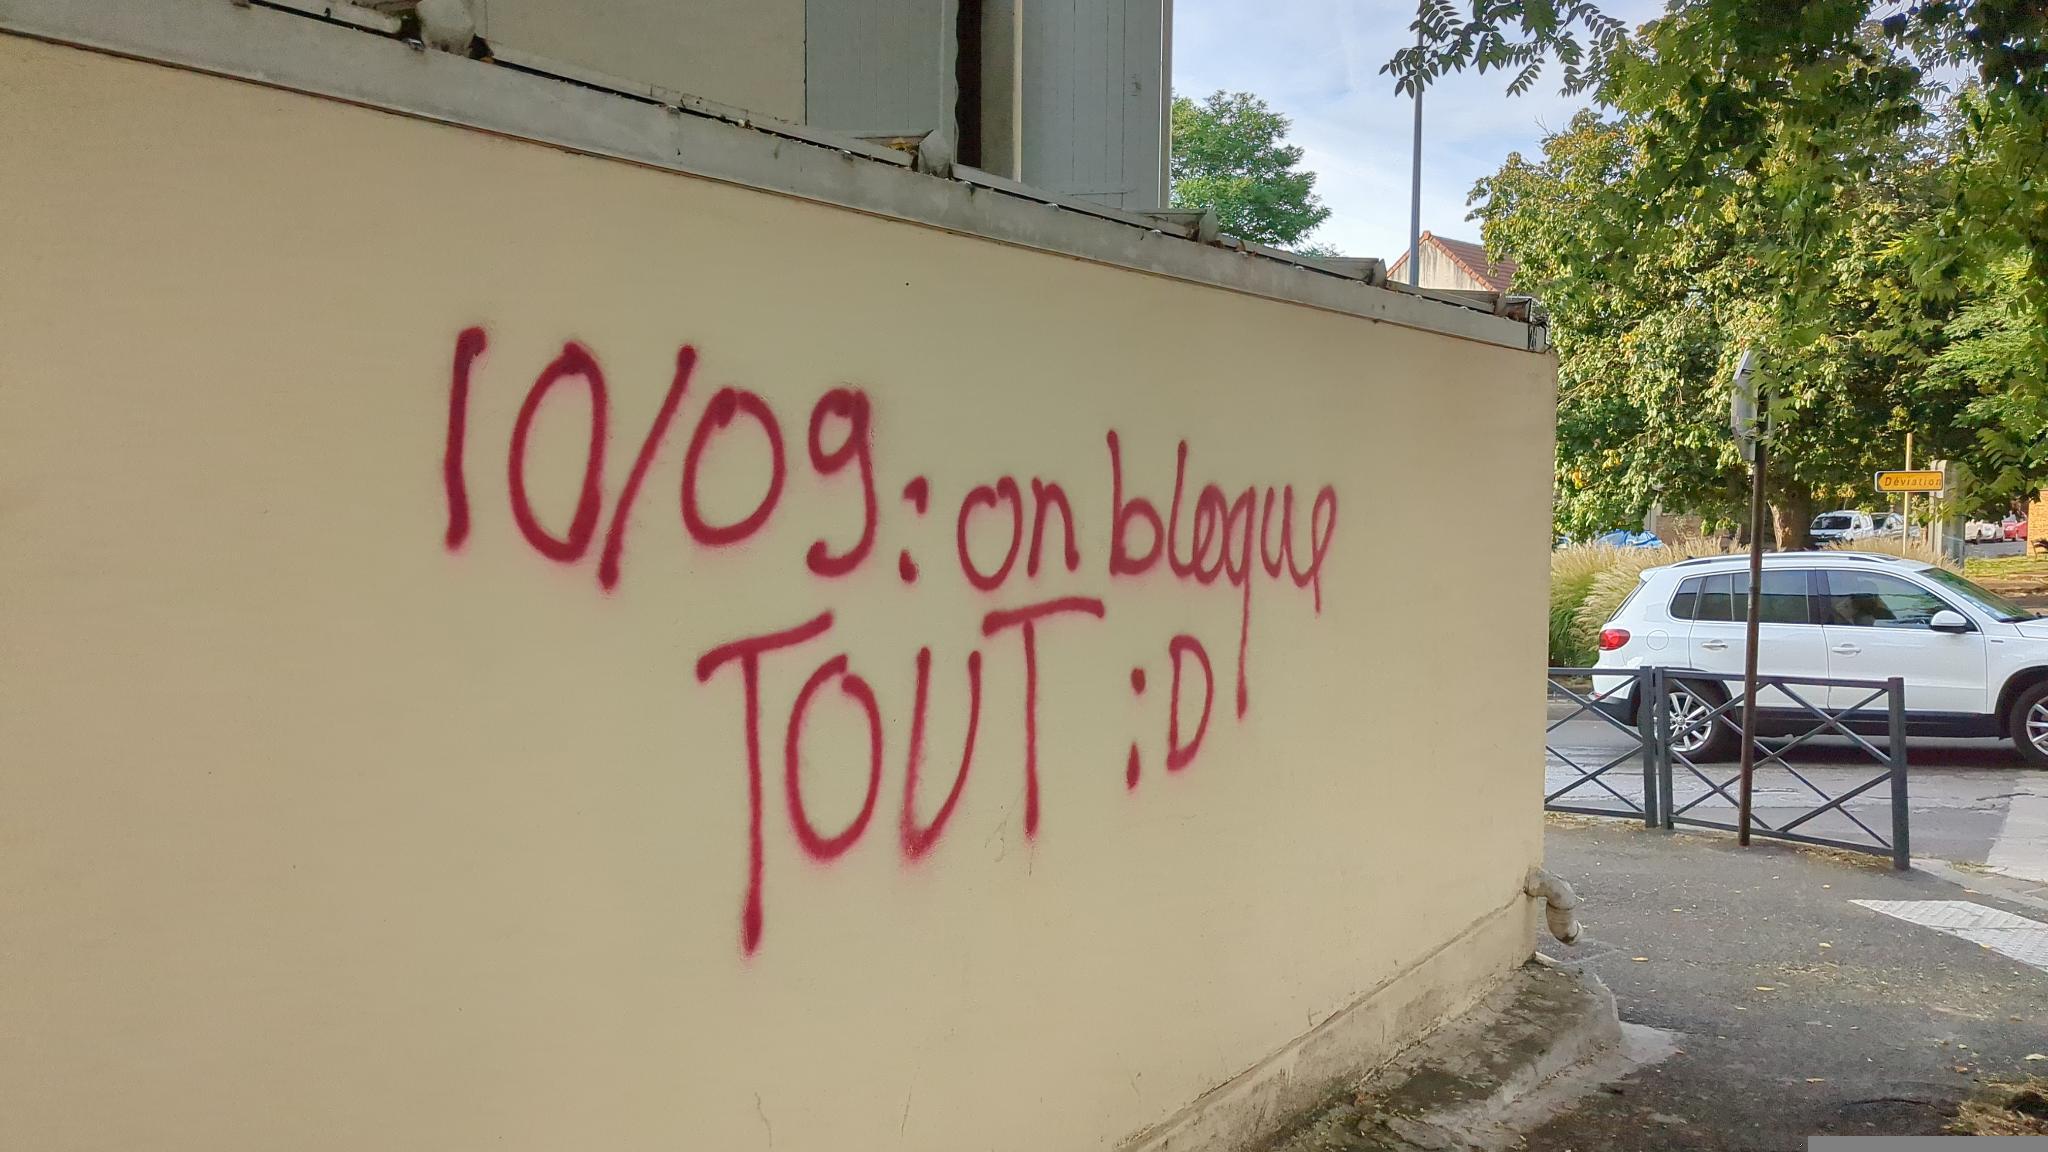 10/09 : on bloque
TOUT ;D
Déviation